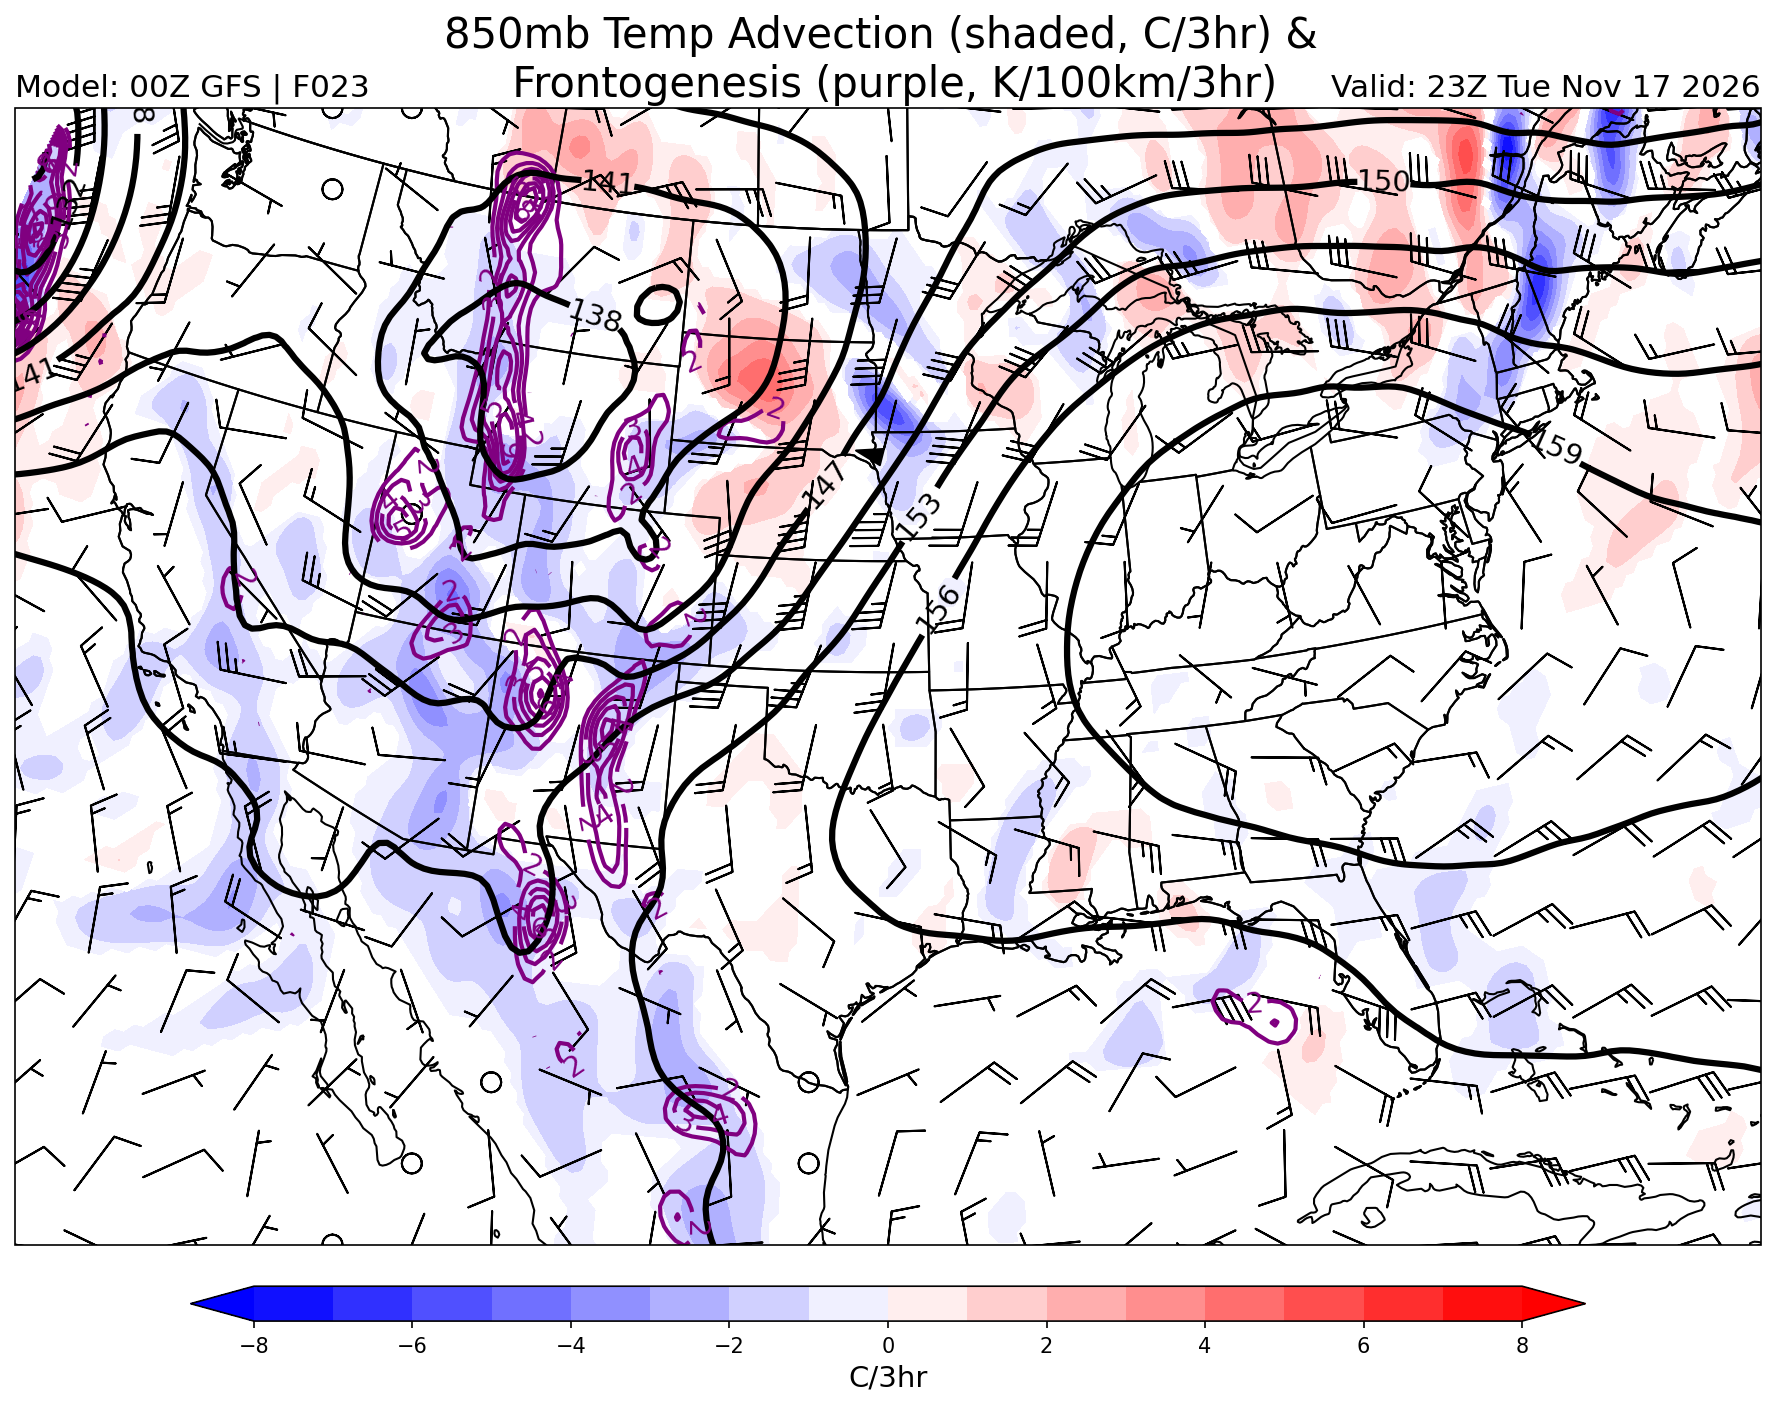 850mb Temp Advection (shaded, C/3hr) &
Frontogenesis (purple, K/100km/3hr)
Model: 00Z GFS | F023
Valid: 23Z Tue Nov 17 2026
141
150
138
141
159
147
153
156
−8 −6 −4 −2 0 2 4 6 8
C/3hr